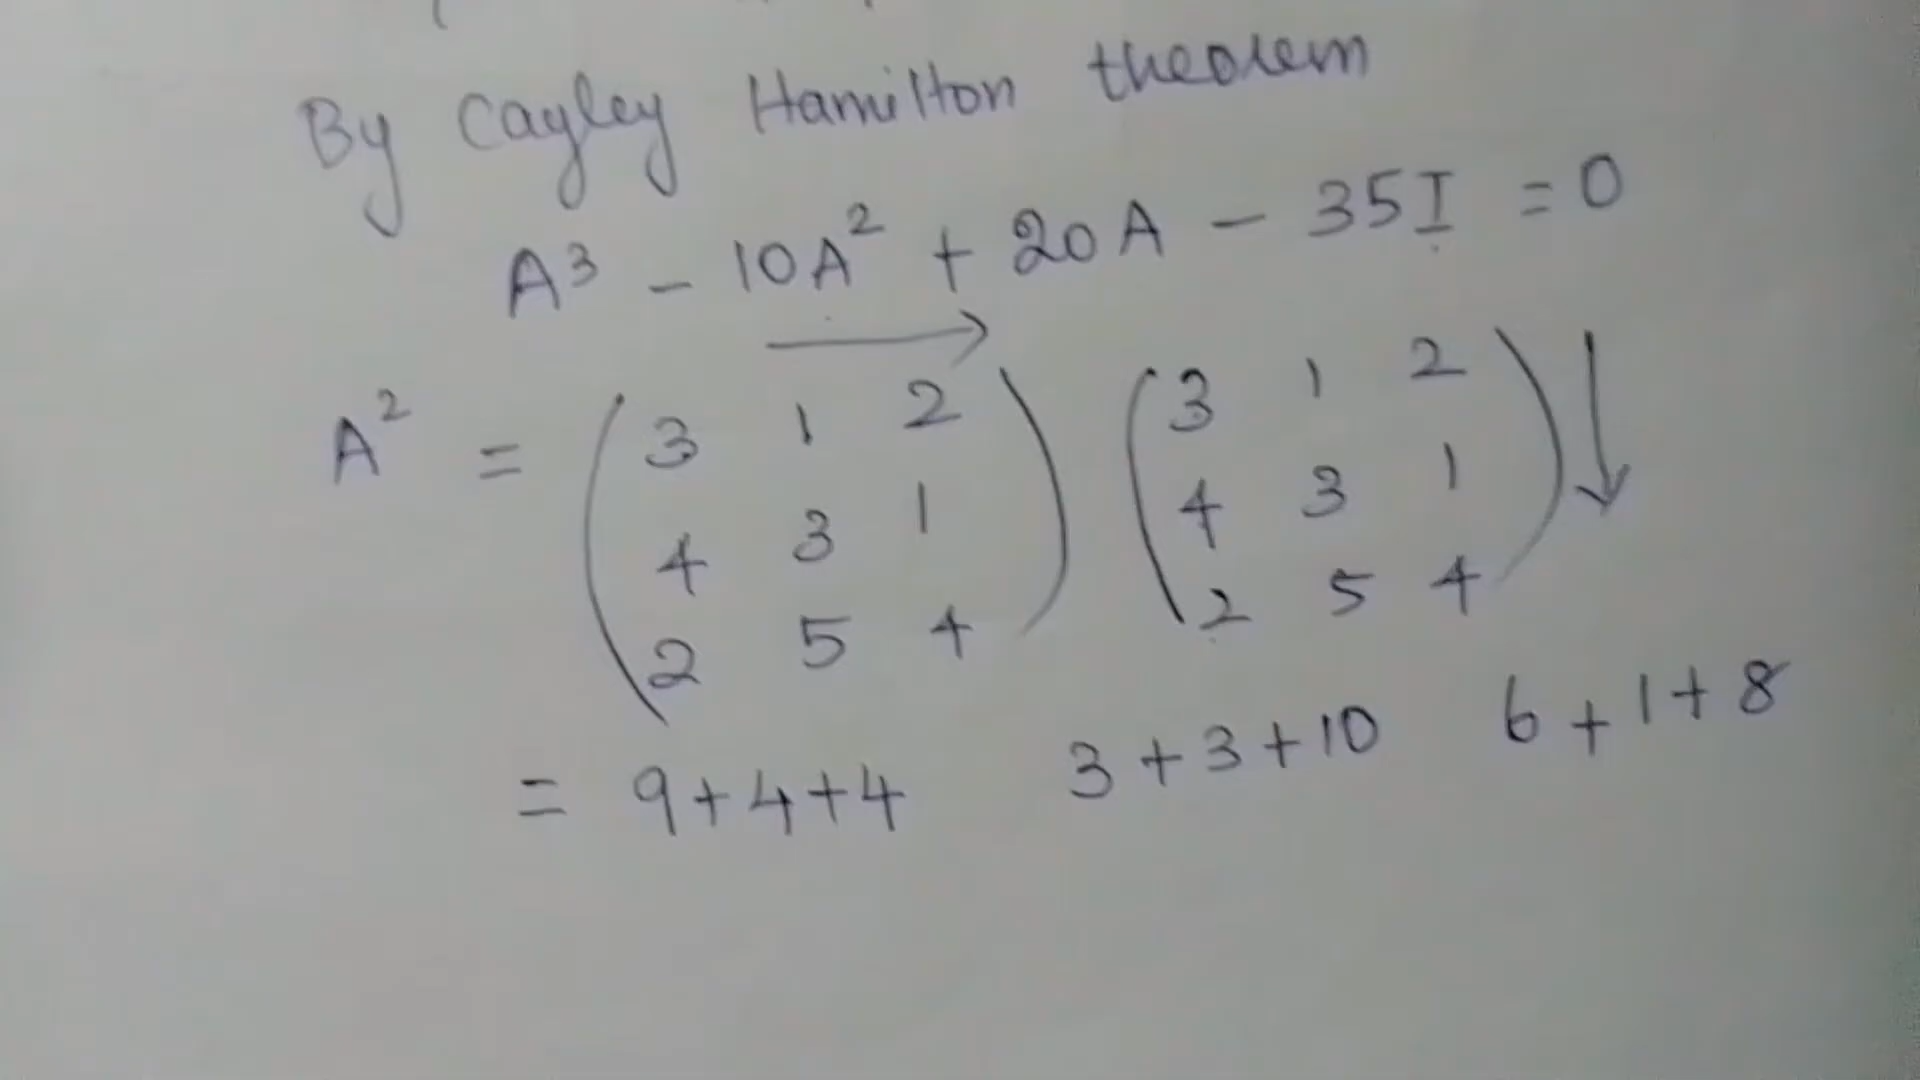 By Cayley Hamilton theorem
A³ - 10A² + 20A - 35I = 0
A² = (3 1 2) (3 1 2)
4 3 1 4 3 1
2 5 4 2 5 4
= 9+4+4 3+3+10 6+1+8